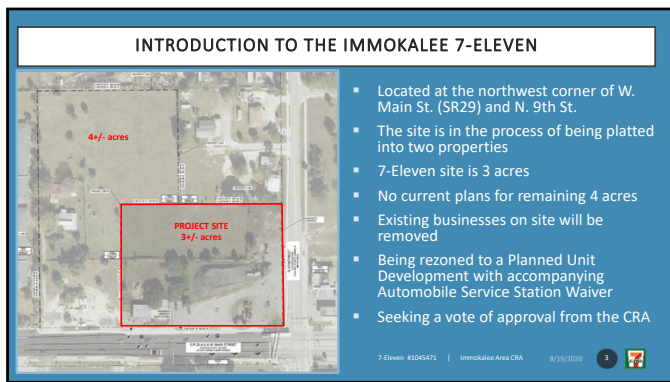 INTRODUCTION TO THE IMMOKALEE 7-ELEVEN
4+/- acres
PROJECT SITE
3+/- acres
Located at the northwest corner of W.
Main St. (SR29) and N. 9th St.
The site is in the process of being platted
into two properties
7-Eleven site is 3 acres
No current plans for remaining 4 acres
Existing businesses on site will be
removed
Being rezoned to a Planned Unit
Development with accompanying
Automobile Service Station Waiver
Seeking a vote of approval from the CRA
7-Eleven #1045471 | Immokalee Area CRA 8/19/2020 3